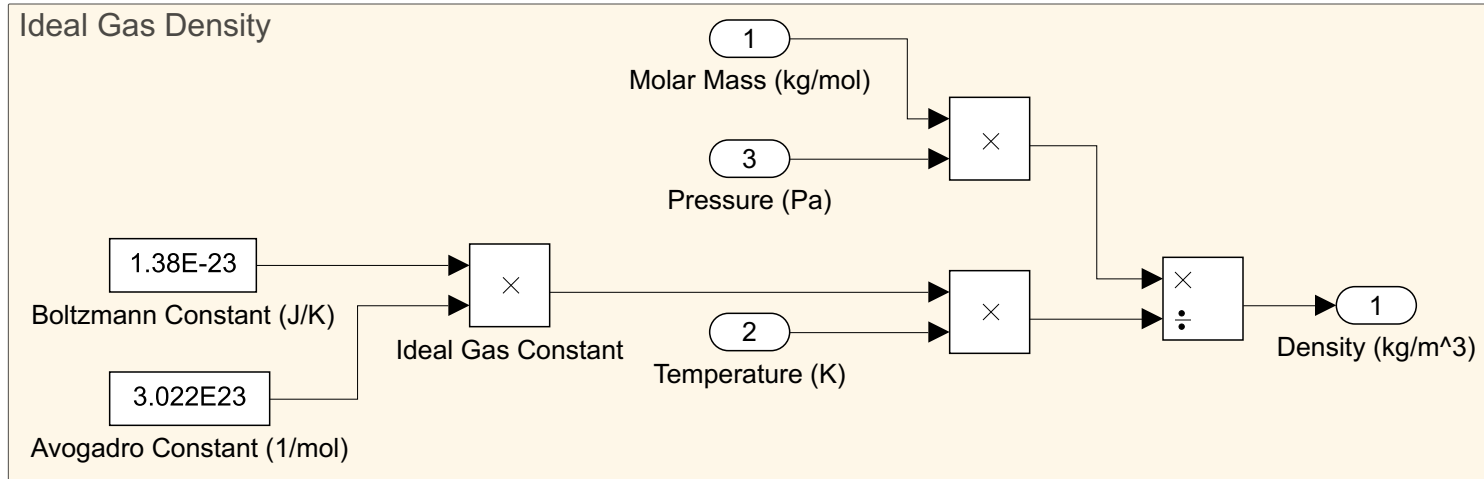 Ideal Gas Density
1
Molar Mass (kg/mol)
×
3
Pressure (Pa)
1.38E-23
Boltzmann Constant (J/K)
×
Ideal Gas Constant
3.022E23
Avogadro Constant (1/mol)
2
Temperature (K)
×
×
÷
1
Density (kg/m^3)